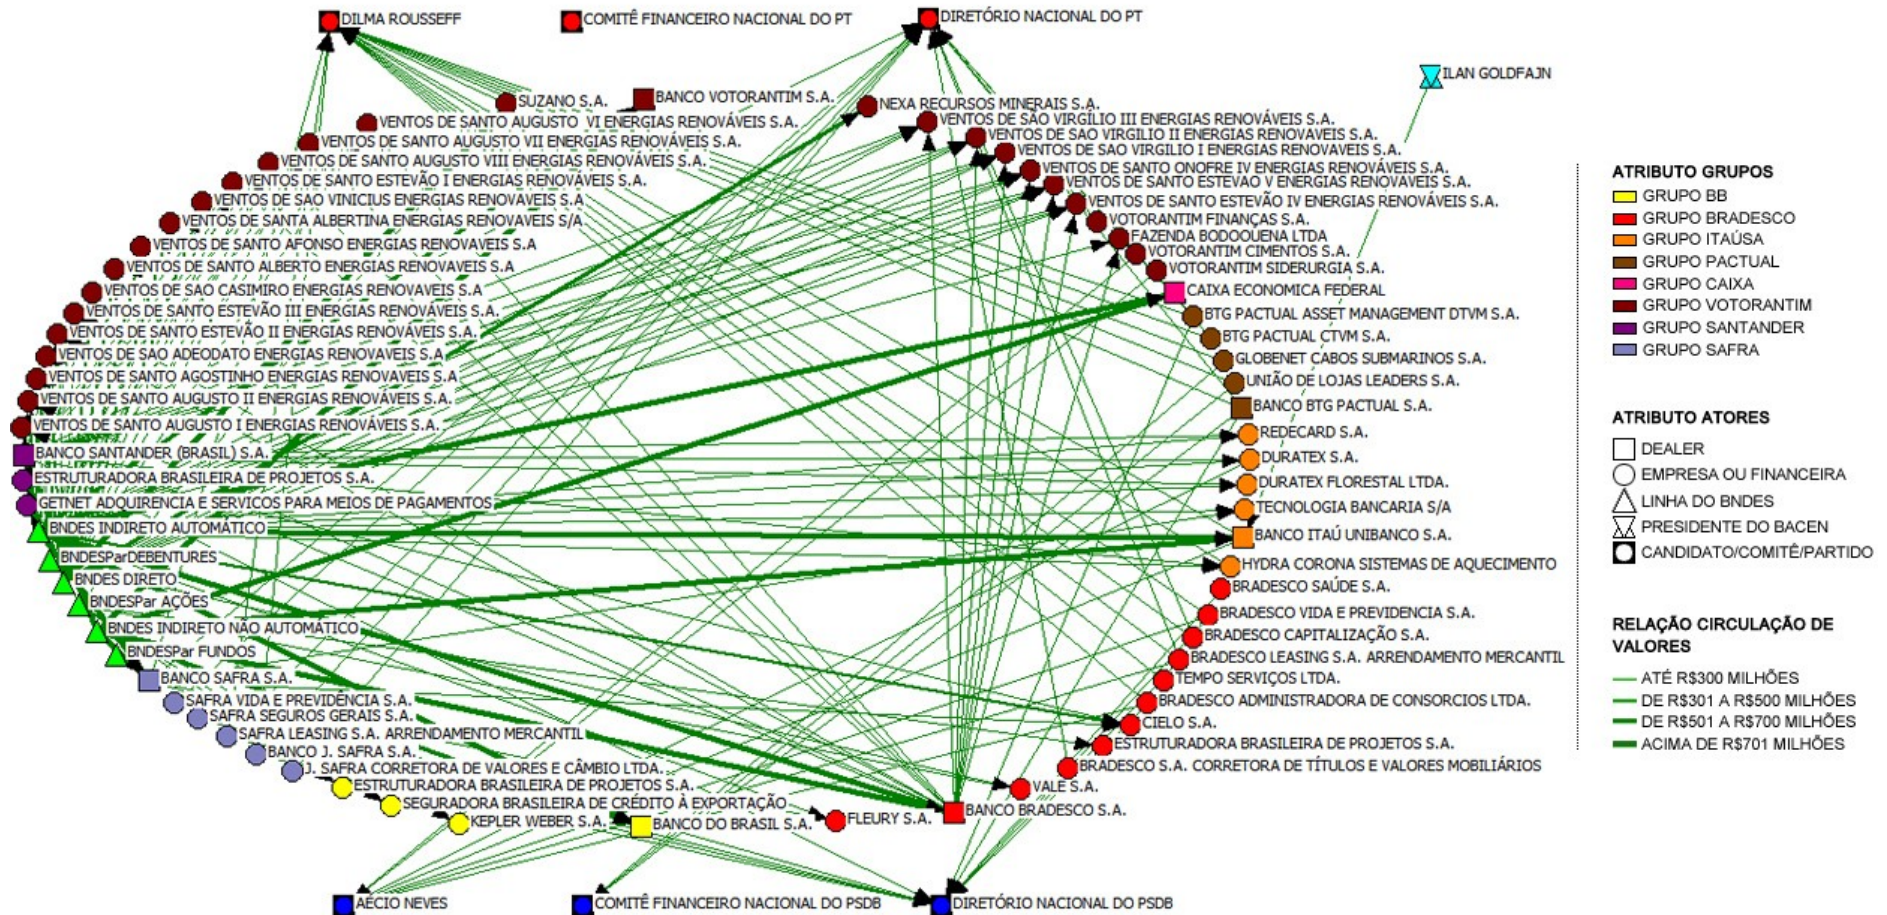 DILMA ROUSSEFF
COMITÊ FINANCEIRO NACIONAL DO PT
DIRETÓRIO NACIONAL DO PT
ILAN GOLDFAJN
SUZANO S.A.
BANCO VOTORANTIM S.A.
VENTOS DE SANTO AUGUSTO VI ENERGIAS RENOVÁVEIS S.A.
VENTOS DE SANTO AUGUSTO VII ENERGIAS RENOVÁVEIS S.A.
VENTOS DE SANTO AUGUSTO VIII ENERGIAS RENOVÁVEIS S.A.
VENTOS DE SANTO ESTEVÃO I ENERGIAS RENOVÁVEIS S.A.
VENTOS DE SAO VINICIUS ENERGIAS RENOVAVEIS S.A
VENTOS DE SANTA ALBERTINA ENERGIAS RENOVAVEIS S/A
VENTOS DE SANTO AFONSO ENERGIAS RENOVAVEIS S.A
VENTOS DE SANTO ALBERTO ENERGIAS RENOVAVEIS S.A
VENTOS DE SAO CASIMIRO ENERGIAS RENOVAVEIS S.A
VENTOS DE SANTO ESTEVÃO III ENERGIAS RENOVÁVEIS S.A.
VENTOS DE SANTO ESTEVÃO II ENERGIAS RENOVÁVEIS S.A.
VENTOS DE SAO ADEODATO ENERGIAS RENOVAVEIS S.A
VENTOS DE SANTO AGOSTINHO ENERGIAS RENOVAVEIS S.A
VENTOS DE SANTO AUGUSTO II ENERGIAS RENOVÁVEIS S.A.
VENTOS DE SANTO AUGUSTO I ENERGIAS RENOVÁVEIS S.A.
BANCO SANTANDER (BRASIL) S.A.
ESTRUTURADORA BRASILEIRA DE PROJETOS S.A.
GETNET ADQUIRENCIA E SERVICOS PARA MEIOS DE PAGAMENTOS
BNDES INDIRETO AUTOMÁTICO
BNDESParDEBENTURES
BNDES DIRETO
BNDESPar AÇÕES
BNDES INDIRETO NÃO AUTOMÁTICO
BNDESPar FUNDOS
BANCO SAFRA S.A.
SAFRA VIDA E PREVIDENCIA S.A.
SAFRA SEGUROS GERAIS S.A.
SAFRA LEASING S.A. ARRENDAMENTO MERCANTIL
BANCO J. SAFRA S.A.
J. SAFRA CORRETORA DE VALORES E CÂMBIO LTDA.
ESTRUTURADORA BRASILEIRA DE PROJETOS S.A.
SEGURADORA BRASILEIRA DE CRÉDITO À EXPORTAÇÃO
KEPLER WEBER S.A.
BANCO DO BRASIL S.A.
FLEURY S.A.
BANCO BRADESCO S.A.
NEXA RECURSOS MINERAIS S.A.
VENTOS DE SÃO VIRGÍLIO III ENERGIAS RENOVÁVEIS S.A.
VENTOS DE SAO VIRGILIO II ENERGIAS RENOVAVEIS S.A.
VENTOS DE SAO VIRGILIO I ENERGIAS RENOVAVEIS S.A.
VENTOS DE SANTO ONOFRE IV ENERGIAS RENOVÁVEIS S.A.
VENTOS DE SANTO ESTEVAO V ENERGIAS RENOVAVEIS S.A.
VENTOS DE SANTO ESTEVÃO IV ENERGIAS RENOVÁVEIS S.A.
VOTORANTIM FINANÇAS S.A.
FAZENDA BODOQUENA LTDA
VOTORANTIM CIMENTOS S.A.
VOTORANTIM SIDERURGIA S.A.
CAIXA ECONOMICA FEDERAL
BTG PACTUAL ASSET MANAGEMENT DTVM S.A.
BTG PACTUAL CTVM S.A.
GLOBENET CABOS SUBMARINOS S.A.
UNIÃO DE LOJAS LEADERS S.A.
BANCO BTG PACTUAL S.A.
REDECARD S.A.
DURATEX S.A.
DURATEX FLORESTAL LTDA.
TECNOLOGIA BANCARIA S/A
BANCO ITAÚ UNIBANCO S.A.
HYDRA CORONA SISTEMAS DE AQUECIMENTO
BRADESCO SAÚDE S.A.
BRADESCO VIDA E PREVIDENCIA S.A.
BRADESCO CAPITALIZAÇÃO S.A.
BRADESCO LEASING S.A. ARRENDAMENTO MERCANTIL
TEMPO SERVIÇOS LTDA.
BRADESCO ADMINISTRADORA DE CONSORCIOS LTDA.
CIELO S.A.
ESTRUTURADORA BRASILEIRA DE PROJETOS S.A.
BRADESCO S.A. CORRETORA DE TÍTULOS E VALORES MOBILIÁRIOS
VALE S.A.
AÉCIO NEVES
COMITÊ FINANCEIRO NACIONAL DO PSDB
DIRETÓRIO NACIONAL DO PSDB
ATRIBUTO GRUPOS
GRUPO BB
GRUPO BRADESCO
GRUPO ITAÚSA
GRUPO PACTUAL
GRUPO CAIXA
GRUPO VOTORANTIM
GRUPO SANTANDER
GRUPO SAFRA
ATRIBUTO ATORES
DEALER
EMPRESA OU FINANCEIRA
LINHA DO BNDES
PRESIDENTE DO BACEN
CANDIDATO/COMITÊ/PARTIDO
RELAÇÃO CIRCULAÇÃO DE
VALORES
ATÉ R$300 MILHÕES
DE R$301 A R$500 MILHÕES
DE R$501 A R$700 MILHÕES
ACIMA DE R$701 MILHÕES